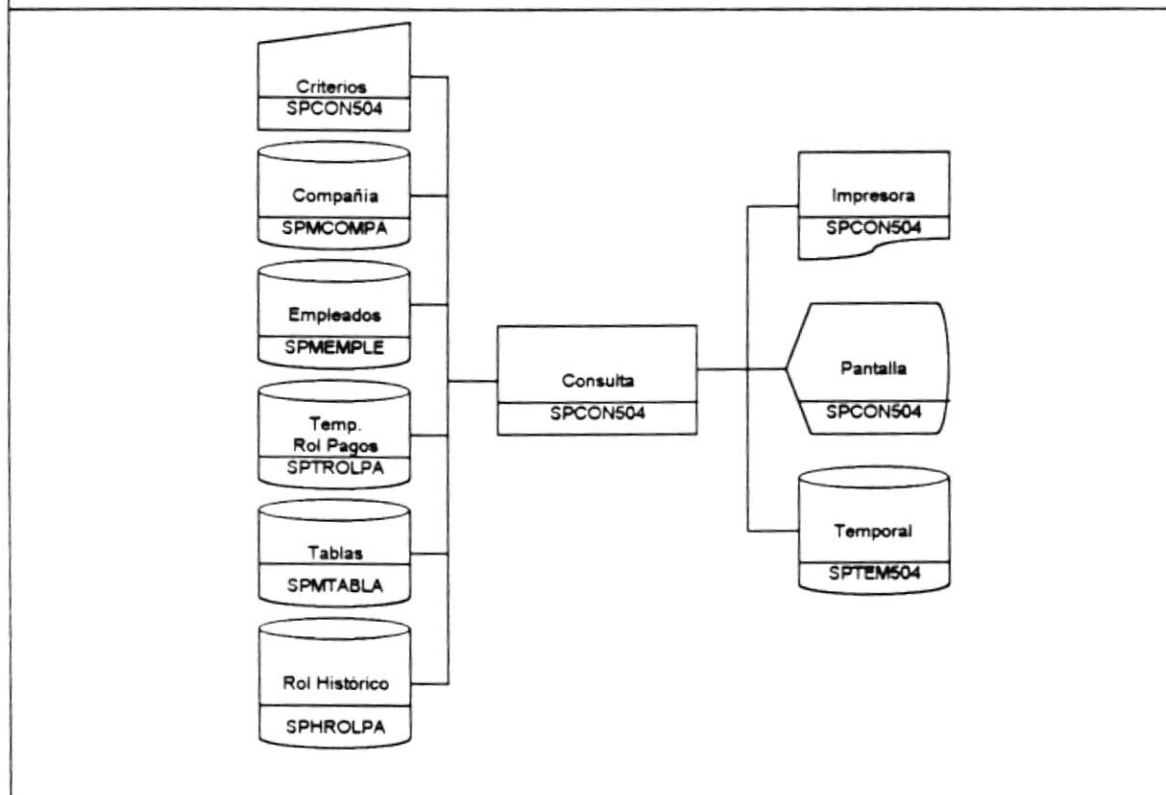 Criterios
SPCON504
Compañia
SPMCOMPA
Empleados
SPMEMPLE
Temp.
Rol Pagos
SPTROLPA
Tablas
SPMTABLA
Rol Histórico
SPHROLPA
Consulta
SPCON504
Impresora
SPCON504
Pantalla
SPCON504
Temporal
SPTEM504